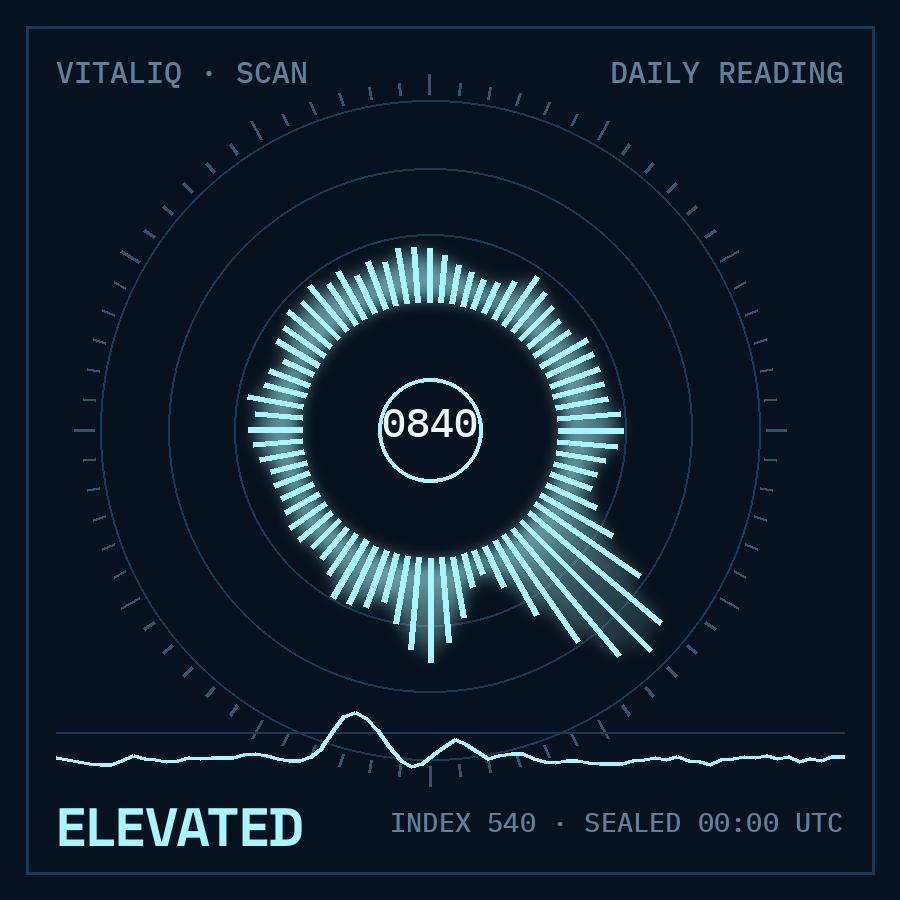 VITALIQ · SCAN
DAILY READING
0840
ELEVATED
INDEX 540 · SEALED 00:00 UTC